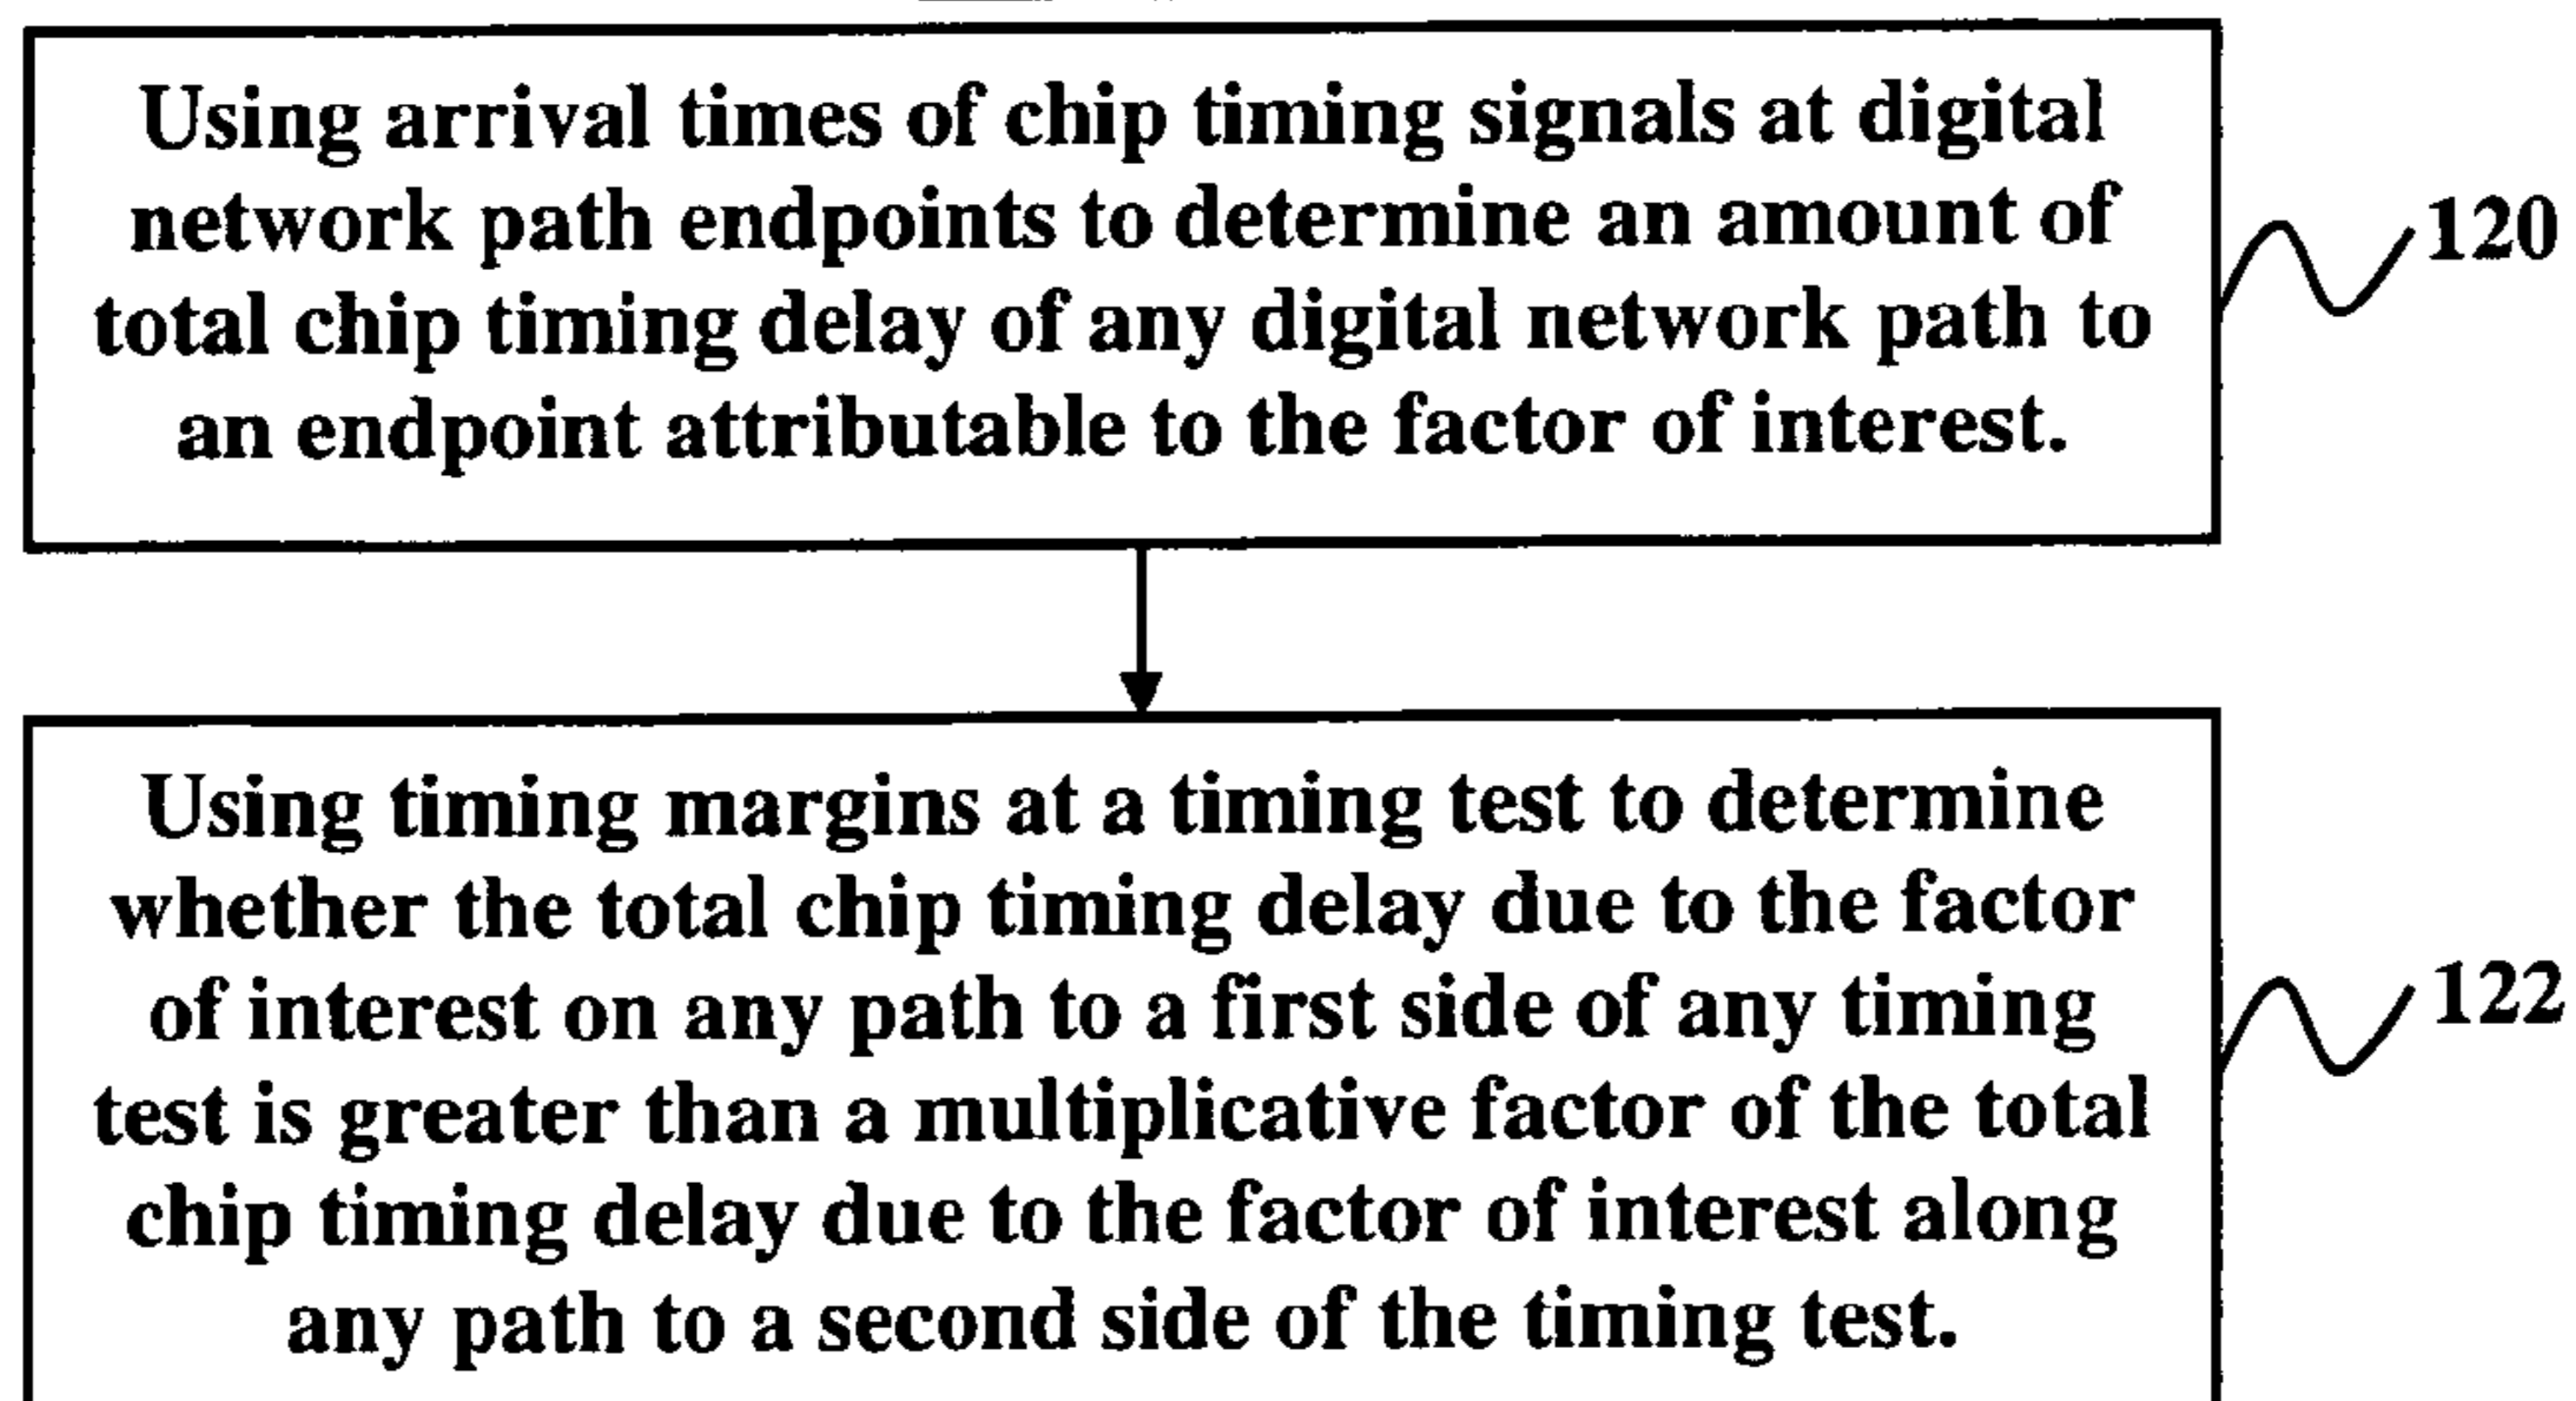 Using arrival times of chip timing signals at digital
network path endpoints to determine an amount of
total chip timing delay of any digital network path to
an endpoint attributable to the factor of interest.
120
Using timing margins at a timing test to determine
whether the total chip timing delay due to the factor
of interest on any path to a first side of any timing
test is greater than a multiplicative factor of the total
chip timing delay due to the factor of interest along
any path to a second side of the timing test.
122